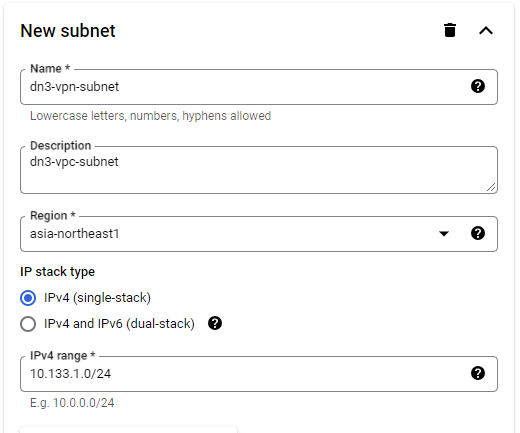 New subnet
Name *
dn3-vpn-subnet
Lowercase letters, numbers, hyphens allowed
Description
dn3-vpc-subnet
Region *
asia-northeast1
IP stack type
IPv4 (single-stack)
IPv4 and IPv6 (dual-stack)
IPv4 range *
10.133.1.0/24
E.g. 10.0.0.0/24